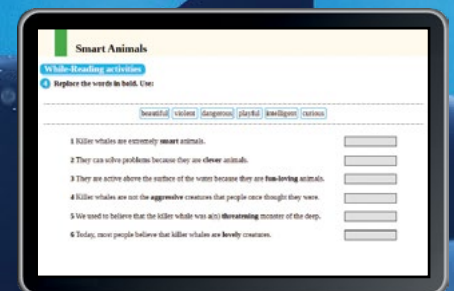 Smart Animals
While-Reading activities
4 Replace the words in bold. Use:
beautiful violent dangerous playful intelligent curious
1 Killer whales are extremely smart animals.
2 They can solve problems because they are clever animals.
3 They are active above the surface of the water because they are fun-loving animals.
4 Killer whales are not the aggressive creatures that people once thought they were.
5 We used to believe that the killer whale was a(n) threatening monster of the deep.
6 Today, most people believe that killer whales are lovely creatures.